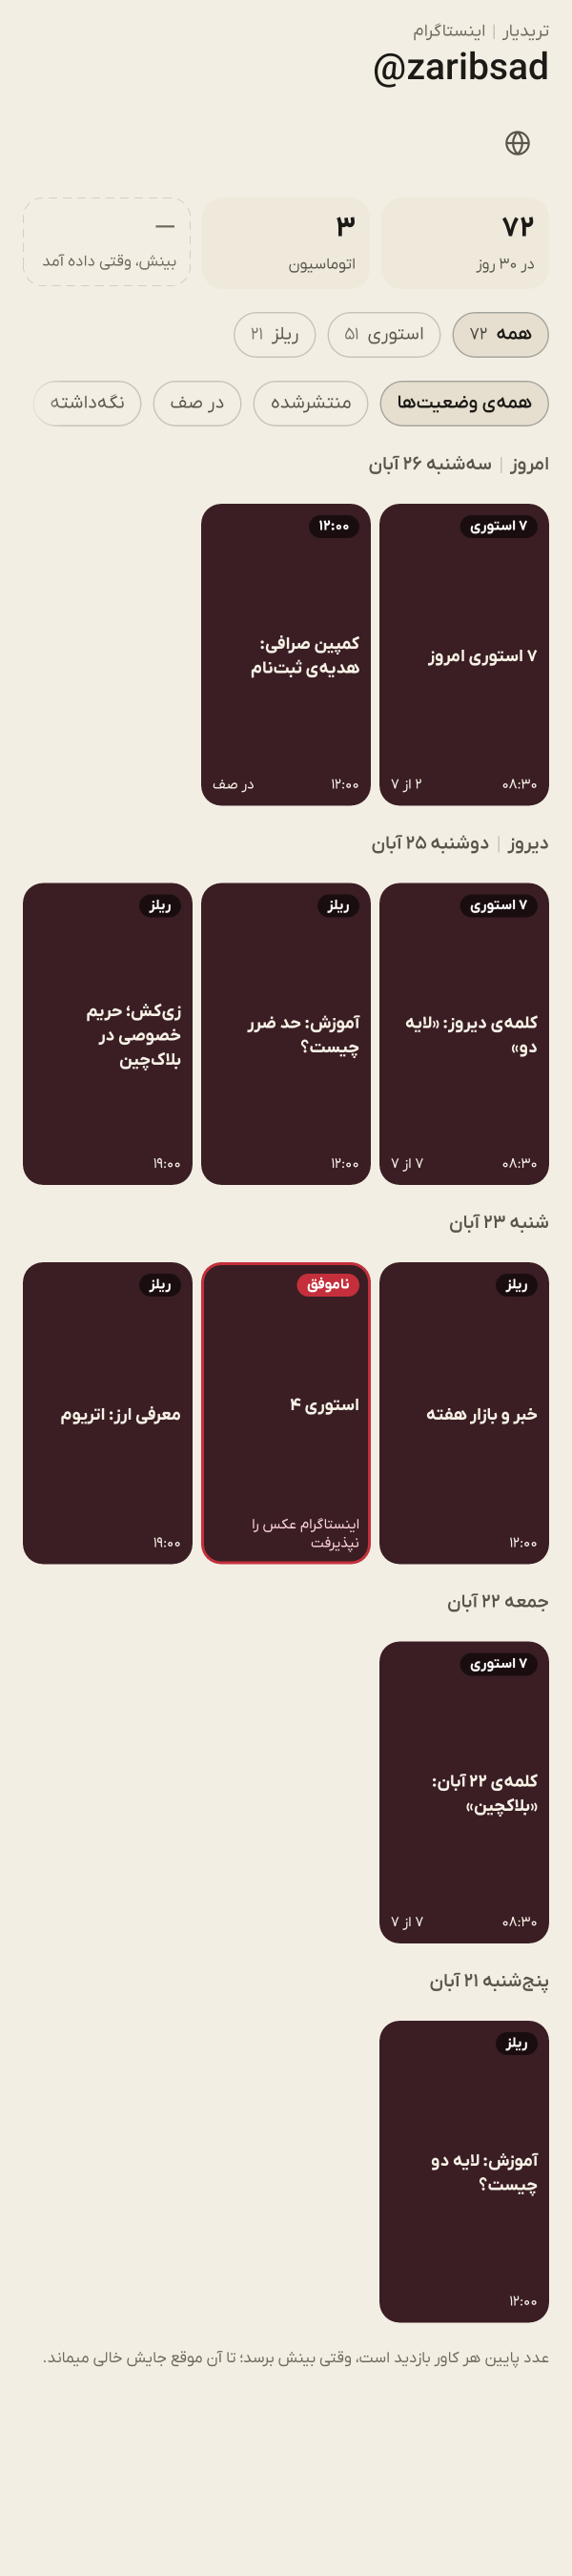 تریدیار | اینستاگرام
@zaribsad
۷۲
در ۳۰ روز
۳
اتوماسیون
—
بینش، وقتی داده آمد
همه ۷۲
استوری ۵۱
ریلز ۲۱
همه‌ی وضعیت‌ها
منتشرشده
در صف
نگه‌داشته
امروز | سه‌شنبه ۲۶ آبان
۷ استوری
۷ استوری امروز
۰۸:۳۰
۲ از ۷
۱۲:۰۰
کمپین صرافی:
هدیه‌ی ثبت‌نام
۱۲:۰۰
در صف
دیروز | دوشنبه ۲۵ آبان
۷ استوری
کلمه‌ی دیروز: «لایه
دو»
۰۸:۳۰
۷ از ۷
ریلز
آموزش: حد ضرر
چیست؟
۱۲:۰۰
ریلز
زی‌کش؛ حریم
خصوصی در
بلاک‌چین
۱۹:۰۰
شنبه ۲۳ آبان
ریلز
خبر و بازار هفته
۱۲:۰۰
ناموفق
استوری ۴
اینستاگرام عکس را
نپذیرفت
ریلز
معرفی ارز: اتریوم
۱۹:۰۰
جمعه ۲۲ آبان
۷ استوری
کلمه‌ی ۲۲ آبان:
«بلاکچین»
۰۸:۳۰
۷ از ۷
پنج‌شنبه ۲۱ آبان
ریلز
آموزش: لایه دو
چیست؟
۱۲:۰۰
عدد پایین هر کاور بازدید است، وقتی بینش برسد؛ تا آن موقع جایش خالی میماند.